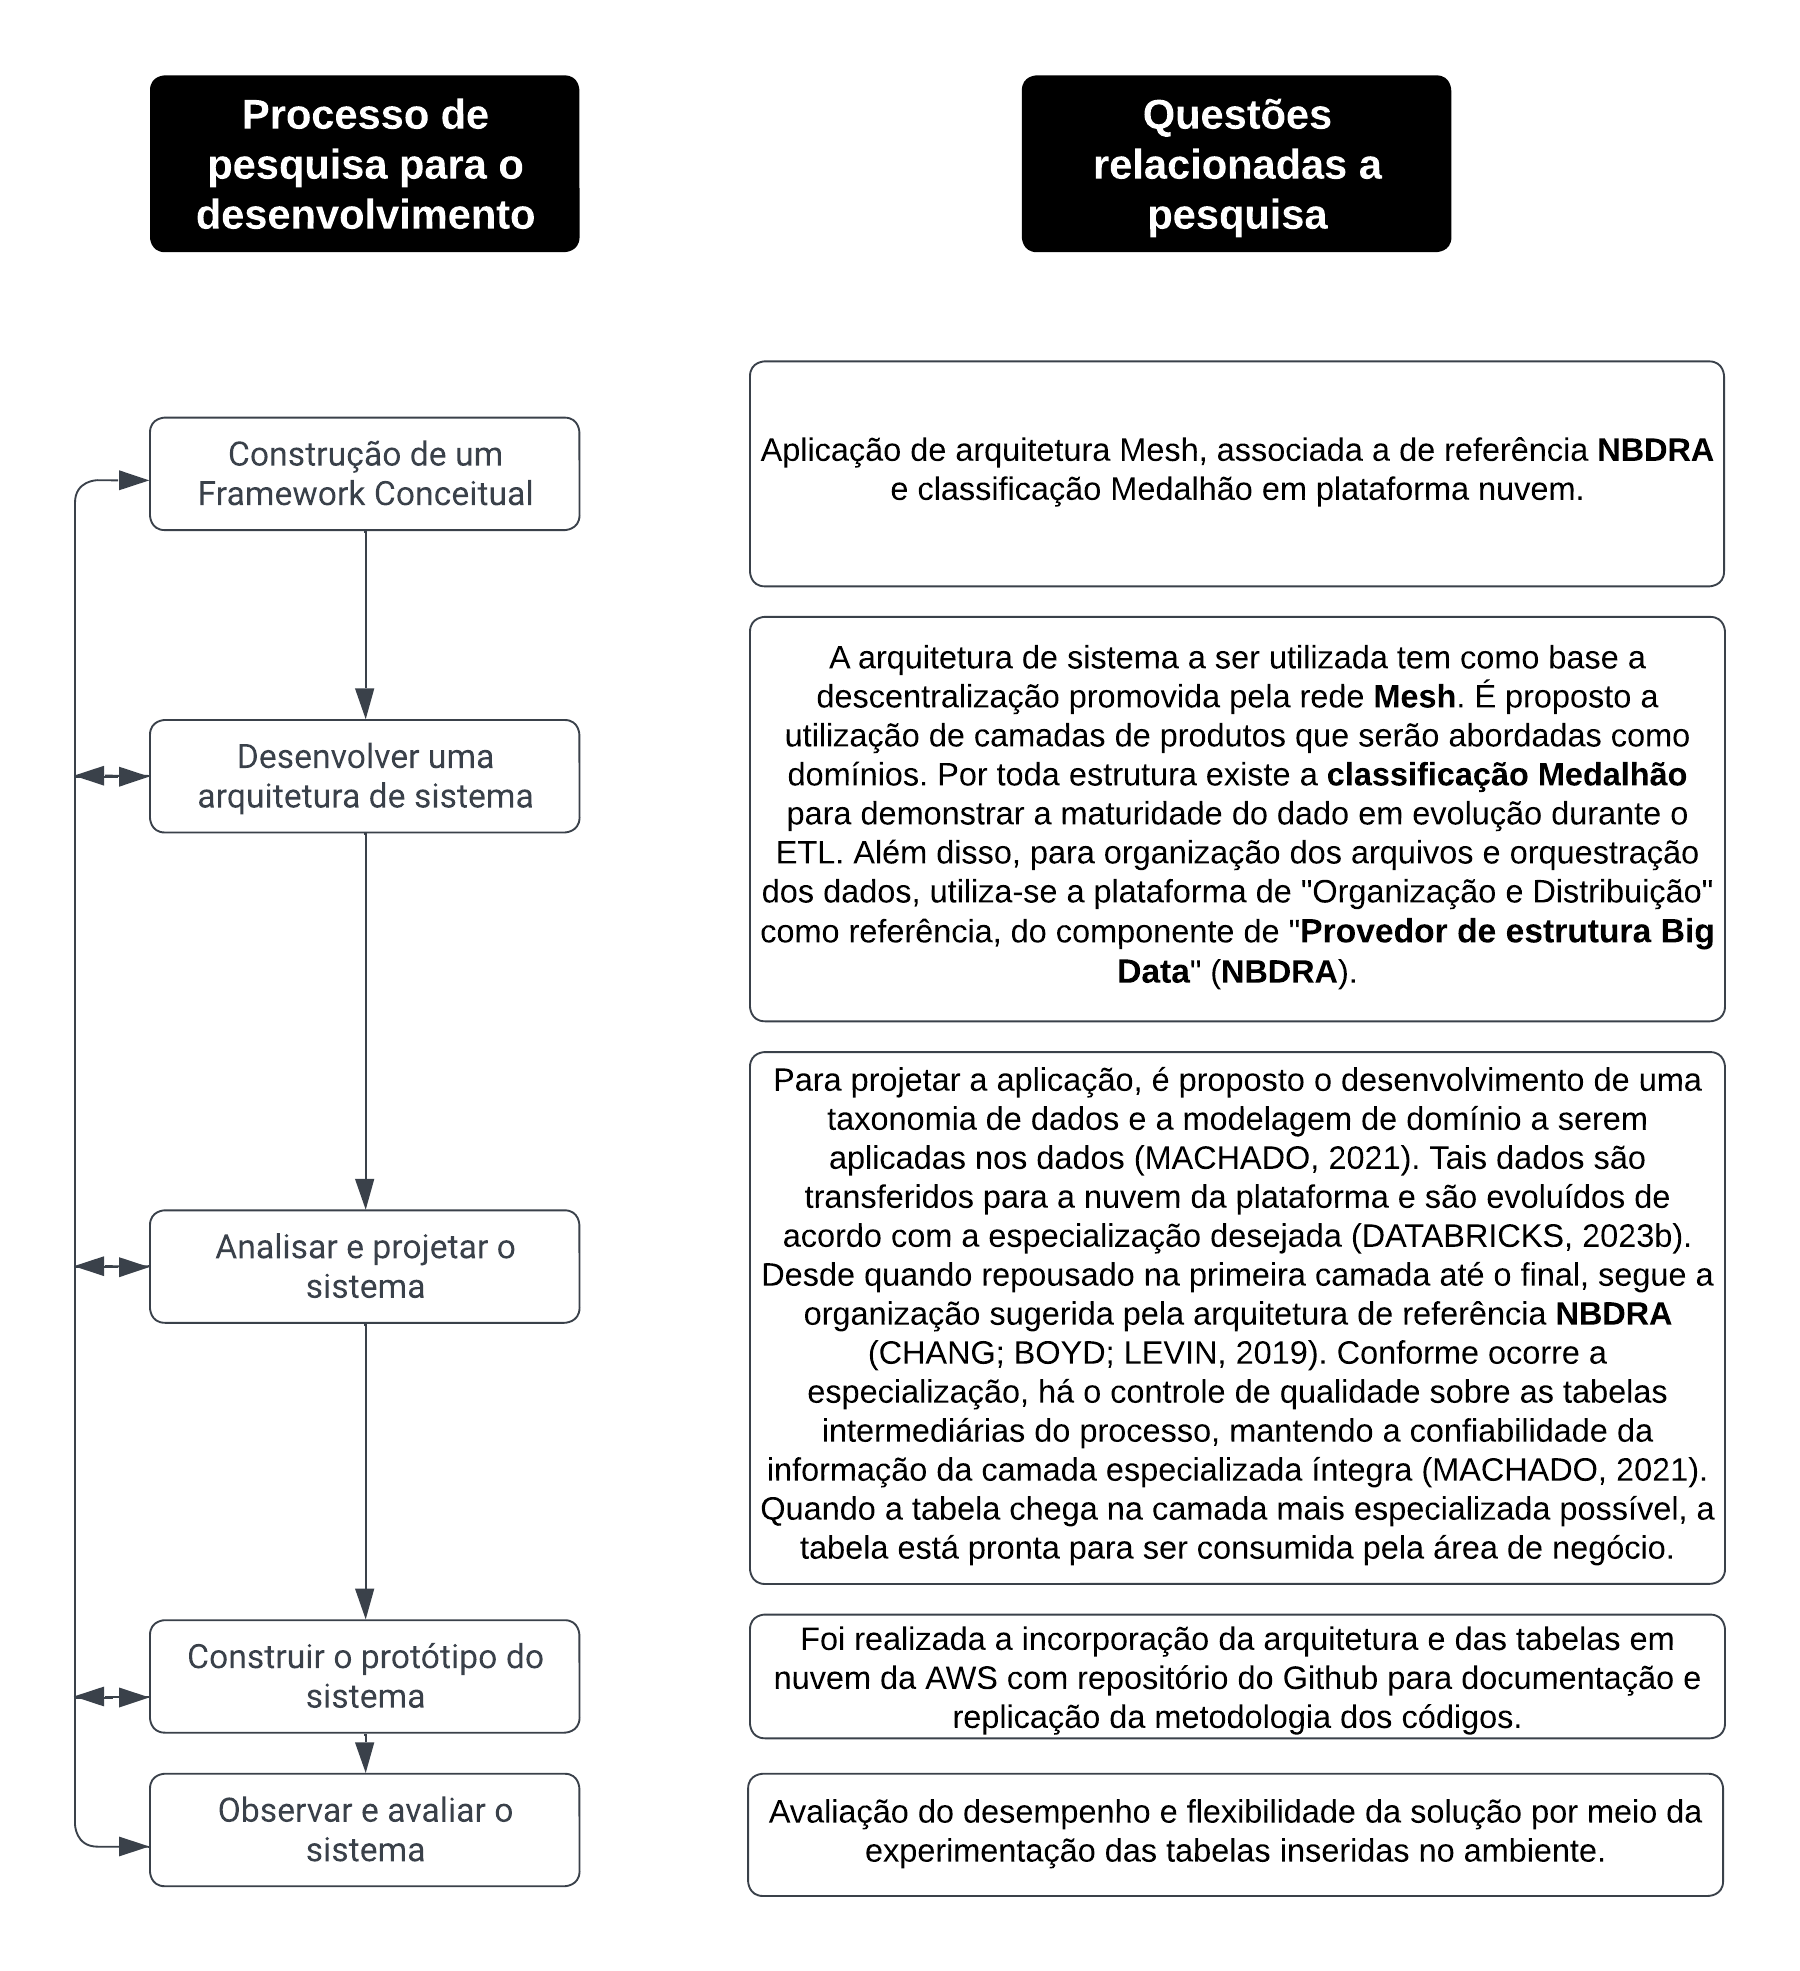 Processo de
pesquisa para o
desenvolvimento
Questões
relacionadas a
pesquisa
Construção de um
Framework Conceitual
Aplicação de arquitetura Mesh, associada a de referência NBDRA
e classificação Medalhão em plataforma nuvem.
Desenvolver uma
arquitetura de sistema
A arquitetura de sistema a ser utilizada tem como base a
descentralização promovida pela rede Mesh. É proposto a
utilização de camadas de produtos que serão abordadas como
domínios. Por toda estrutura existe a classificação Medalhão
para demonstrar a maturidade do dado em evolução durante o
ETL. Além disso, para organização dos arquivos e orquestração
dos dados, utiliza-se a plataforma de "Organização e Distribuição"
como referência, do componente de "Provedor de estrutura Big
Data" (NBDRA).
Analisar e projetar o
sistema
Para projetar a aplicação, é proposto o desenvolvimento de uma
taxonomia de dados e a modelagem de domínio a serem
aplicadas nos dados (MACHADO, 2021). Tais dados são
transferidos para a nuvem da plataforma e são evoluídos de
acordo com a especialização desejada (DATABRICKS, 2023b).
Desde quando repousado na primeira camada até o final, segue a
organização sugerida pela arquitetura de referência NBDRA
(CHANG; BOYD; LEVIN, 2019). Conforme ocorre a
especialização, há o controle de qualidade sobre as tabelas
intermediárias do processo, mantendo a confiabilidade da
informação da camada especializada íntegra (MACHADO, 2021).
Quando a tabela chega na camada mais especializada possível, a
tabela está pronta para ser consumida pela área de negócio.
Construir o protótipo do
sistema
Foi realizada a incorporação da arquitetura e das tabelas em
nuvem da AWS com repositório do Github para documentação e
replicação da metodologia dos códigos.
Observar e avaliar o
sistema
Avaliação do desempenho e flexibilidade da solução por meio da
experimentação das tabelas inseridas no ambiente.